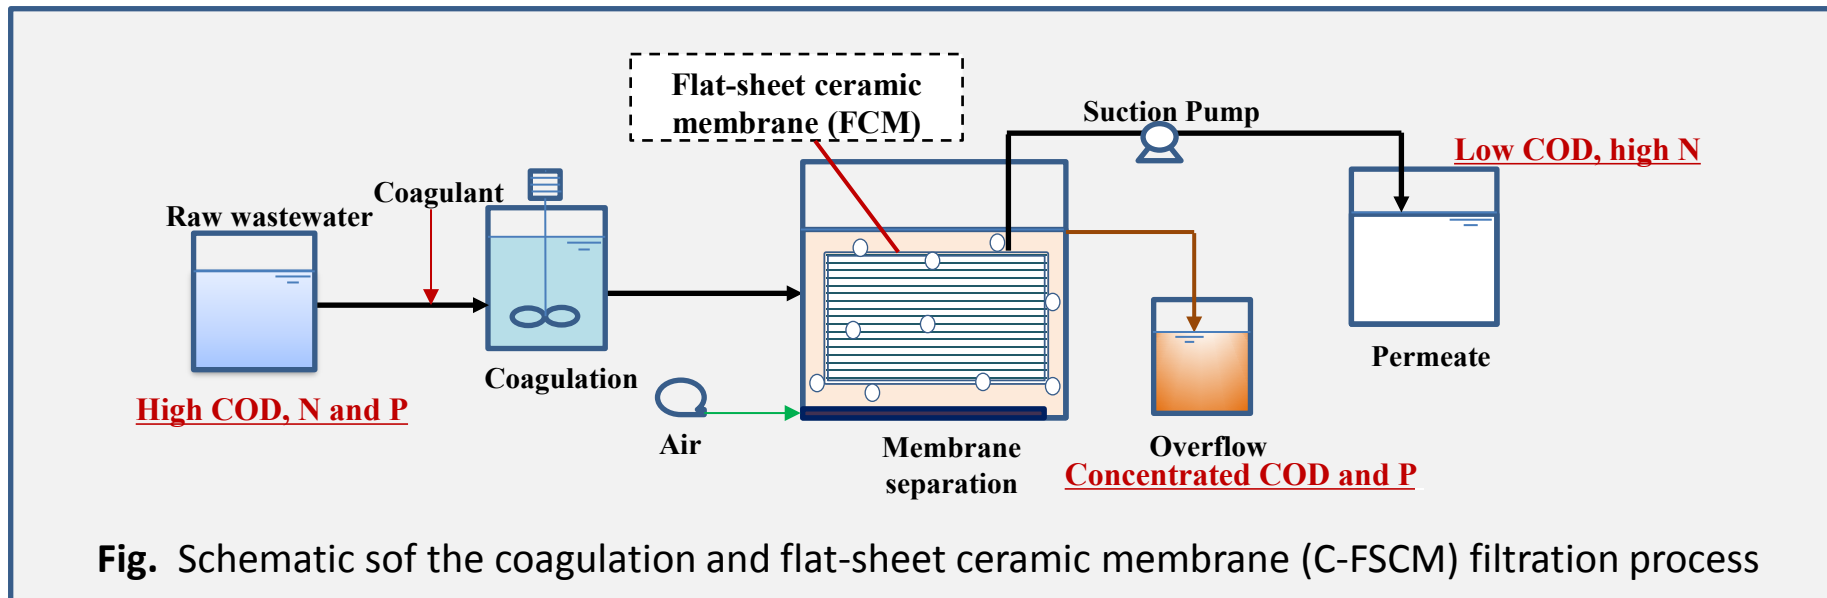 Flat-sheet ceramic
membrane (FCM)
Suction Pump
Low COD, high N
Coagulant
Raw wastewater
Permeate
Coagulation
High COD, N and P
Air
Membrane
separation
Overflow
Concentrated COD and P
Fig. Schematic sof the coagulation and flat-sheet ceramic membrane (C-FSCM) filtration process